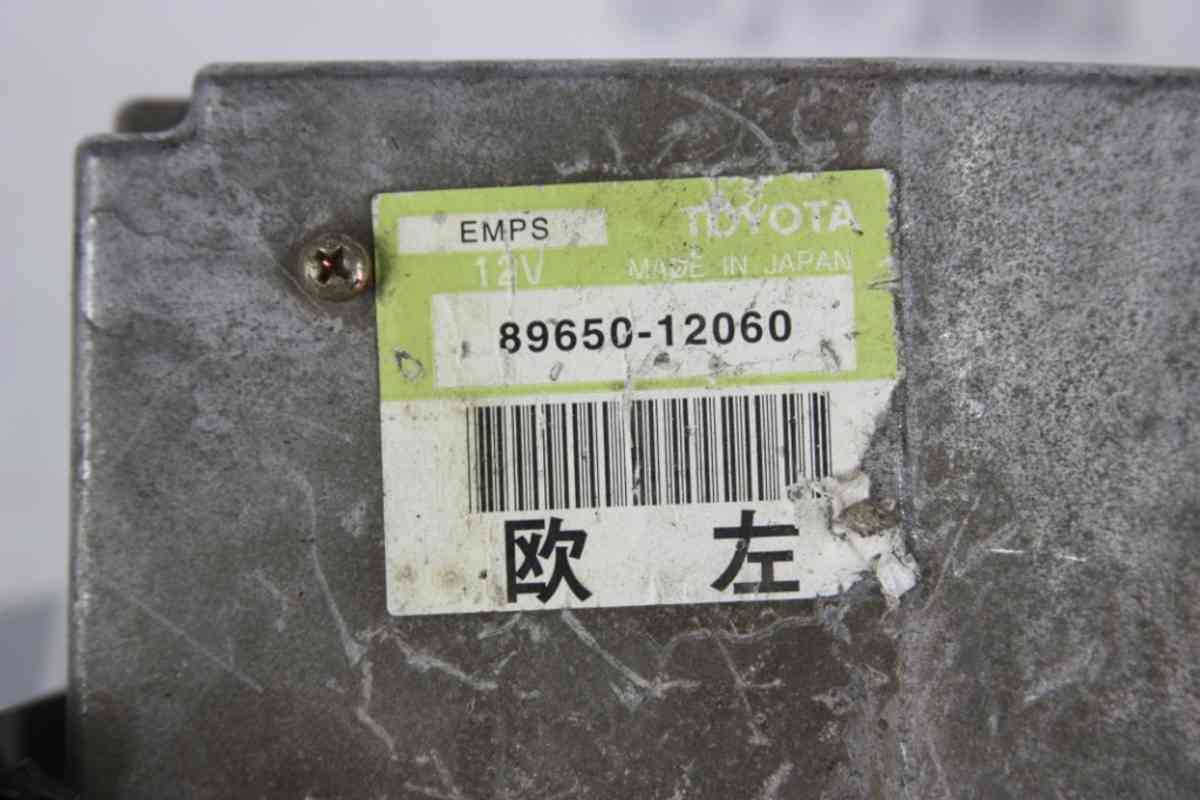 EMPS TOYOTA
12V MADE IN JAPAN
89650-12060
欧 左